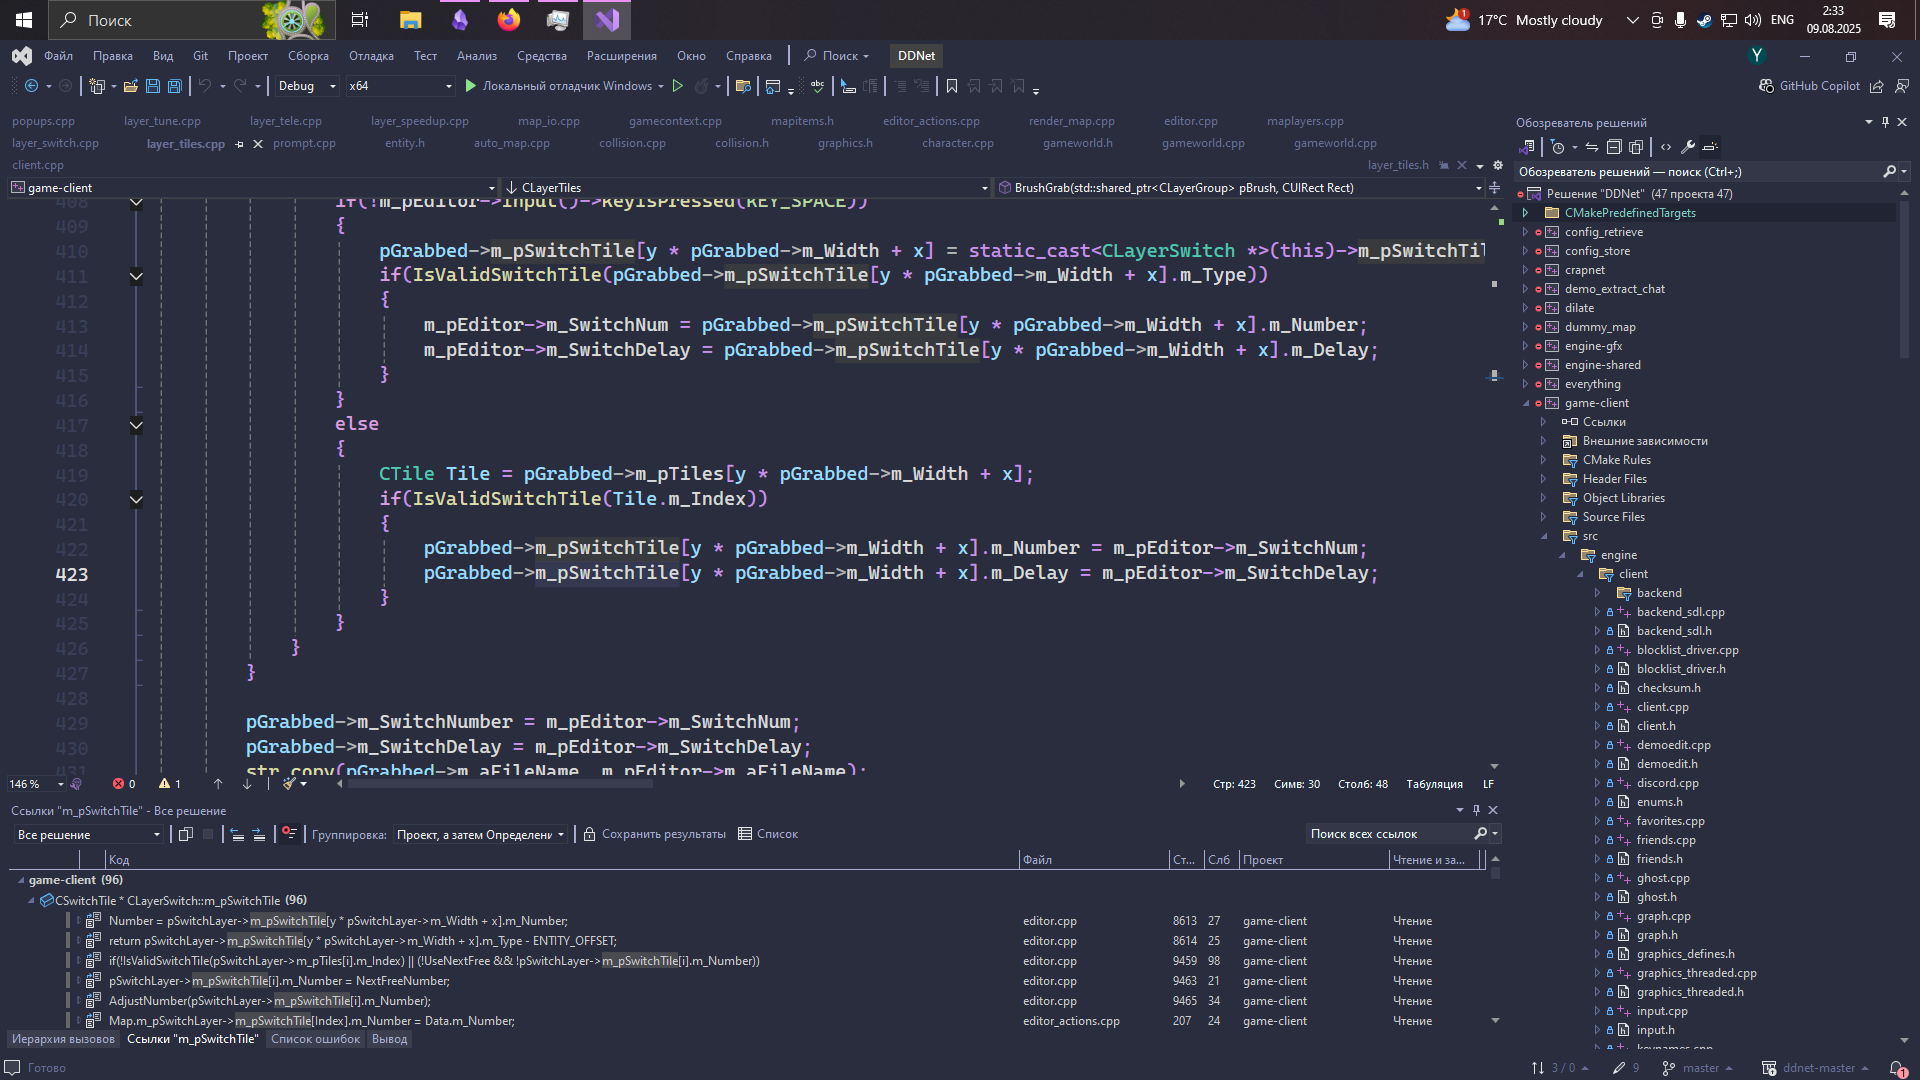 Поиск
17°C Mostly cloudy
ENG
2:33
09.08.2025
Файл Правка Вид Git Проект Сборка Отладка Тест Анализ Средства Расширения Окно Справка Поиск DDNet
Y
Debug x64 Локальный отладчик Windows
GitHub Copilot
popups.cpp layer_tune.cpp layer_tele.cpp layer_speedup.cpp map_io.cpp gamecontext.cpp mapitems.h editor_actions.cpp render_map.cpp editor.cpp maplayers.cpp
layer_switch.cpp layer_tiles.cpp prompt.cpp entity.h auto_map.cpp collision.cpp collision.h graphics.h character.cpp gameworld.h gameworld.cpp gameworld.cpp
client.cpp layer_tiles.h
game-client CLayerTiles BrushGrab(std::shared_ptr<CLayerGroup> pBrush, CUIRect Rect)
408 if(!m_pEditor->Input()->KeyIsPressed(KEY_SPACE))
409 {
410 pGrabbed->m_pSwitchTile[y * pGrabbed->m_Width + x] = static_cast<CLayerSwitch *>(this)->m_pSwitchTil
411 if(IsValidSwitchTile(pGrabbed->m_pSwitchTile[y * pGrabbed->m_Width + x].m_Type))
412 {
413 m_pEditor->m_SwitchNum = pGrabbed->m_pSwitchTile[y * pGrabbed->m_Width + x].m_Number;
414 m_pEditor->m_SwitchDelay = pGrabbed->m_pSwitchTile[y * pGrabbed->m_Width + x].m_Delay;
415 }
416 }
417 else
418 {
419 CTile Tile = pGrabbed->m_pTiles[y * pGrabbed->m_Width + x];
420 if(IsValidSwitchTile(Tile.m_Index))
421 {
422 pGrabbed->m_pSwitchTile[y * pGrabbed->m_Width + x].m_Number = m_pEditor->m_SwitchNum;
423 pGrabbed->m_pSwitchTile[y * pGrabbed->m_Width + x].m_Delay = m_pEditor->m_SwitchDelay;
424 }
425 }
426 }
427 }
428
429 pGrabbed->m_SwitchNumber = m_pEditor->m_SwitchNum;
430 pGrabbed->m_SwitchDelay = m_pEditor->m_SwitchDelay;
431 str_copy(pGrabbed->m_aFileName, m_pEditor->m_aFileName);
146 % 0 1 Стр: 423 Симв: 30 Столб: 48 Табуляция LF
Ссылки "m_pSwitchTile" - Все решение
Все решение Группировка: Проект, а затем Определени Сохранить результаты Список Поиск всех ссылок
Код Файл Ст... Слб Проект Чтение и за...
game-client (96)
CSwitchTile * CLayerSwitch::m_pSwitchTile (96)
Number = pSwitchLayer->m_pSwitchTile[y * pSwitchLayer->m_Width + x].m_Number; editor.cpp 8613 27 game-client Чтение
return pSwitchLayer->m_pSwitchTile[y * pSwitchLayer->m_Width + x].m_Type - ENTITY_OFFSET; editor.cpp 8614 25 game-client Чтение
if(!IsValidSwitchTile(pSwitchLayer->m_pTiles[i].m_Index) || (!UseNextFree && !pSwitchLayer->m_pSwitchTile[i].m_Number)) editor.cpp 9459 98 game-client Чтение
pSwitchLayer->m_pSwitchTile[i].m_Number = NextFreeNumber; editor.cpp 9463 21 game-client Чтение
AdjustNumber(pSwitchLayer->m_pSwitchTile[i].m_Number); editor.cpp 9465 34 game-client Чтение
Map.m_pSwitchLayer->m_pSwitchTile[Index].m_Number = Data.m_Number; editor_actions.cpp 207 24 game-client Чтение
Иерархия вызовов Ссылки "m_pSwitchTile" Список ошибок Вывод
Обозреватель решений
Обозреватель решений — поиск (Ctrl+;)
Решение "DDNet" (47 проекта 47)
CMakePredefinedTargets
config_retrieve
config_store
crapnet
demo_extract_chat
dilate
dummy_map
engine-gfx
engine-shared
everything
game-client
Ссылки
Внешние зависимости
CMake Rules
Header Files
Object Libraries
Source Files
src
engine
client
backend
backend_sdl.cpp
backend_sdl.h
blocklist_driver.cpp
blocklist_driver.h
checksum.h
client.cpp
client.h
demoedit.cpp
demoedit.h
discord.cpp
enums.h
favorites.cpp
friends.cpp
friends.h
ghost.cpp
ghost.h
graph.cpp
graph.h
graphics_defines.h
graphics_threaded.cpp
graphics_threaded.h
input.cpp
input.h
keynames.cpp
Готово 3 / 0 9 master ddnet-master 1